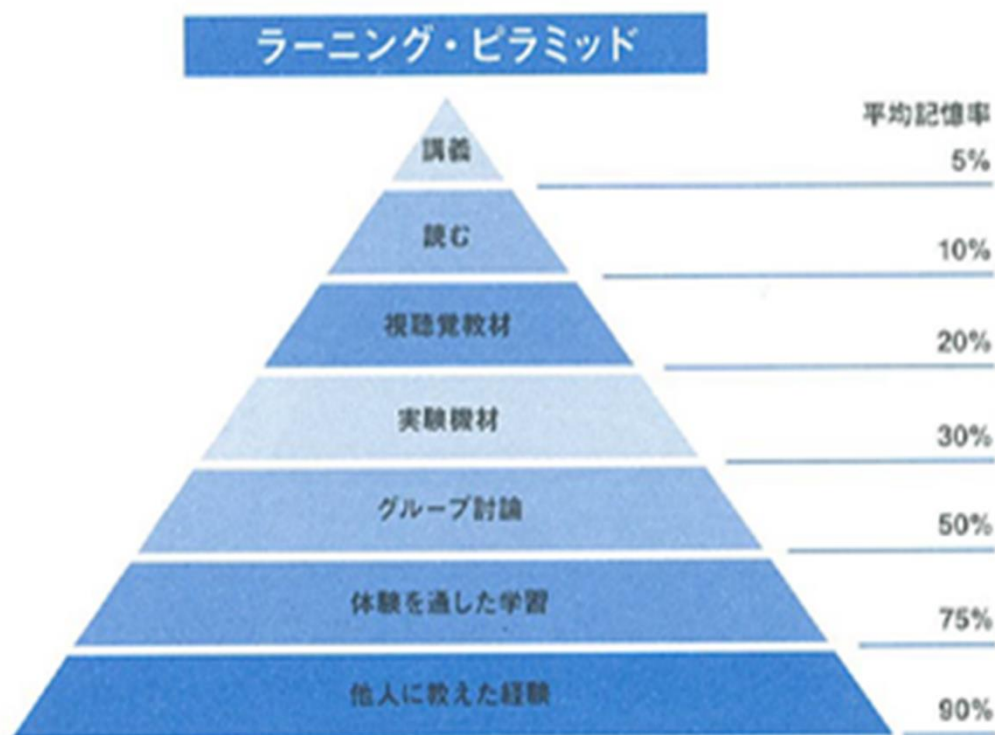 ラーニング・ピラミッド
平均記憶率
講義
5%
読む
10%
視聴覚教材
20%
実験機材
30%
グループ討論
50%
体験を通した学習
75%
他人に教えた経験
90%